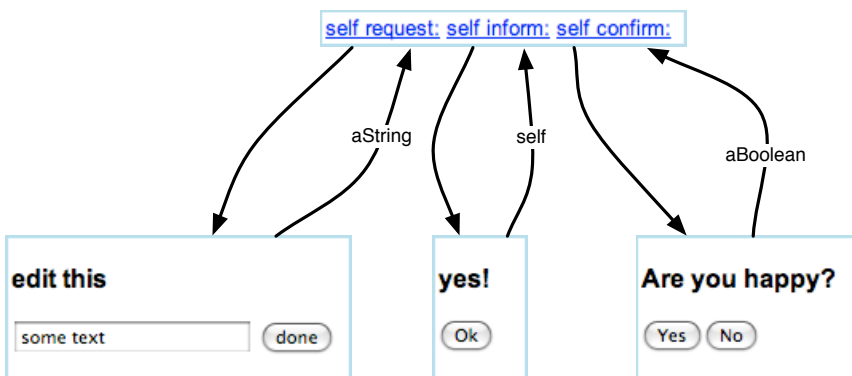 self request: self inform: self confirm:
aString
self
aBoolean
edit this
some text
done
yes!
Ok
Are you happy?
Yes
No